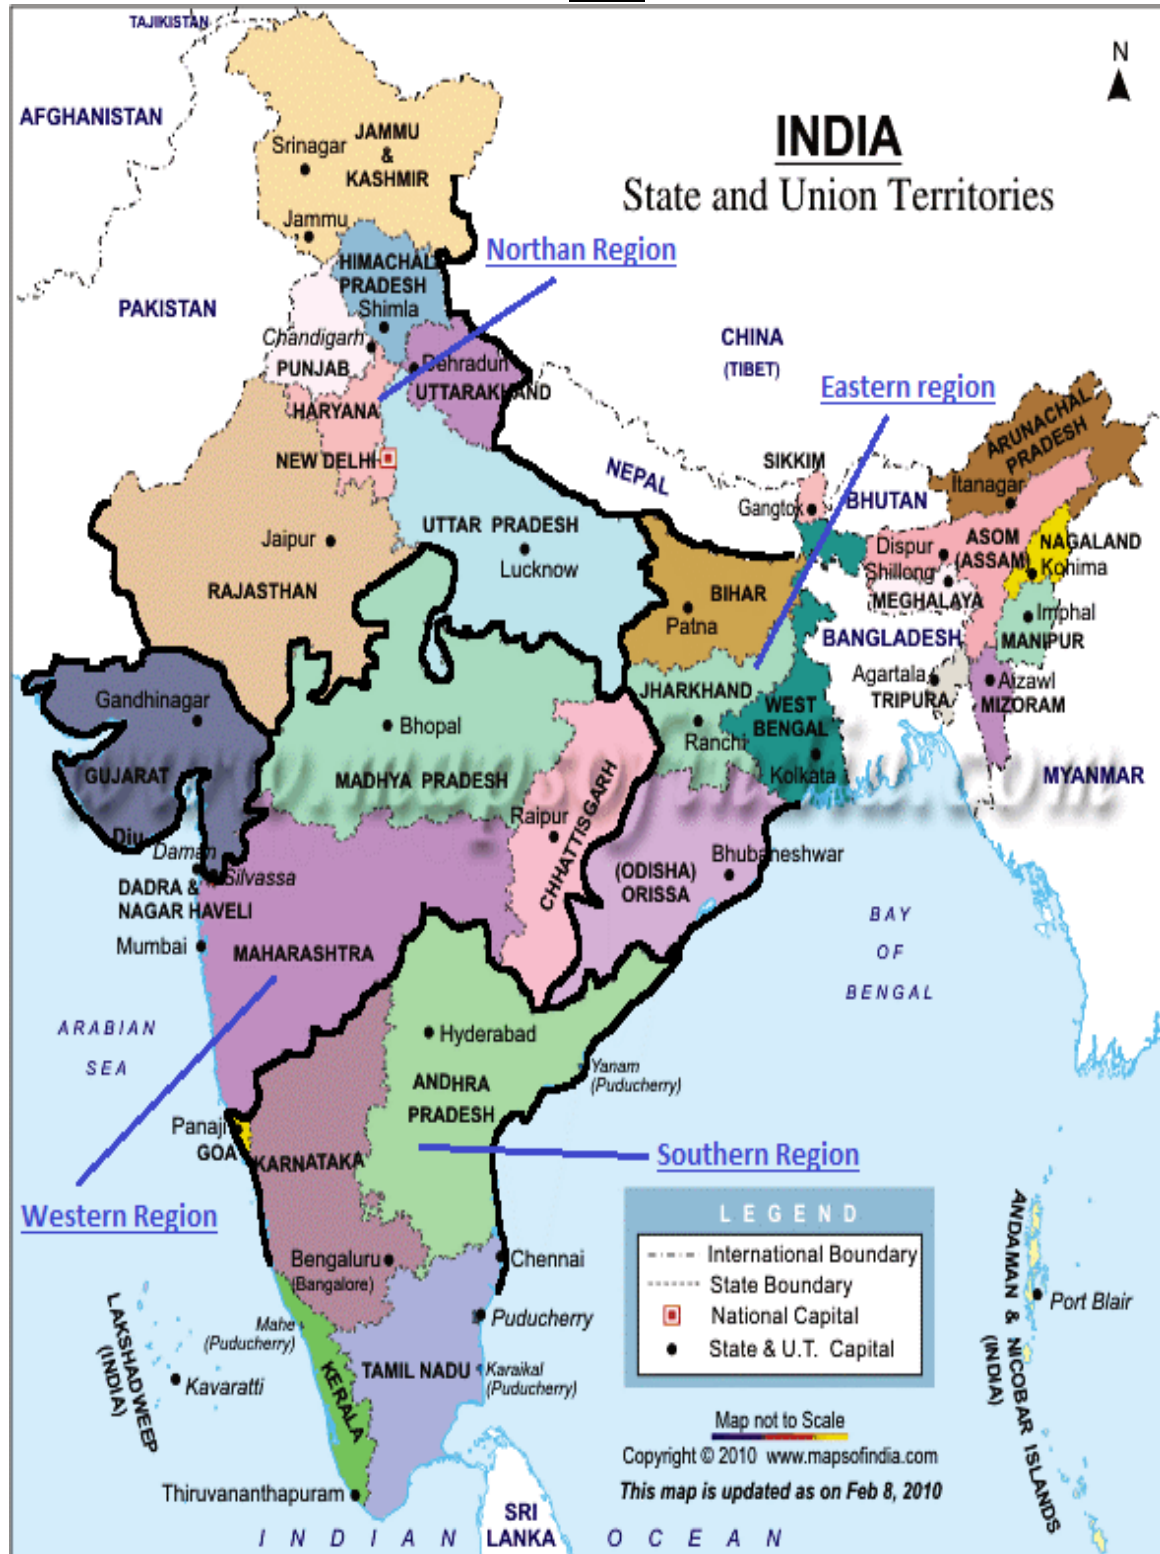 TAJIKISTAN
N
AFGHANISTAN
INDIA
State and Union Territories
JAMMU
&
KASHMIR
Srinagar
Jammu
Northan Region
HIMACHAL
PRADESH
Shimla
PAKISTAN
Chandigarh
PUNJAB
Dehradun
UTTARAKHAND
CHINA
(TIBET)
Eastern region
HARYANA
NEW DELHI
ARUNACHAL
PRADESH
Itanagar
SIKKIM
Gangtok
NEPAL
BHUTAN
UTTAR PRADESH
Lucknow
Jaipur
RAJASTHAN
Dispur
Shillong
ASOM
(ASSAM)
NAGALAND
Kohima
MEGHALAYA
BIHAR
Patna
Imphal
MANIPUR
BANGLADESH
Agartala
TRIPURA
Aizawl
MIZORAM
Gandhinagar
GUJARAT
Bhopal
MADHYA PRADESH
JHARKHAND
Ranchi
WEST
BENGAL
Kolkata
MYANMAR
www.mapsofindia.com
Diu
Daman
Silvassa
DADRA &
NAGAR HAVELI
Raipur
CHHATTISGARH
(ODISHA)
ORISSA
Bhubaneshwar
Mumbai
MAHARASHTRA
BAY
OF
BENGAL
ARABIAN
SEA
Hyderabad
Yanam
(Puducherry)
ANDHRA
PRADESH
Panaji
GOA
KARNATAKA
Southern Region
Western Region
Bengaluru
(Bangalore)
Chennai
LEGEND
International Boundary
State Boundary
National Capital
State & U.T. Capital
ANDAMAN & NICOBAR ISLANDS
(INDIA)
Port Blair
LAKSHADWEEP
(INDIA)
Kavaratti
Mahe
(Puducherry)
Puducherry
KERALA
TAMIL NADU
Karaikal
(Puducherry)
Map not to Scale
Copyright © 2010 www.mapsofindia.com
This map is updated as on Feb 8, 2010
Thiruvananthapuram
SRI
LANKA
INDIAN OCEAN